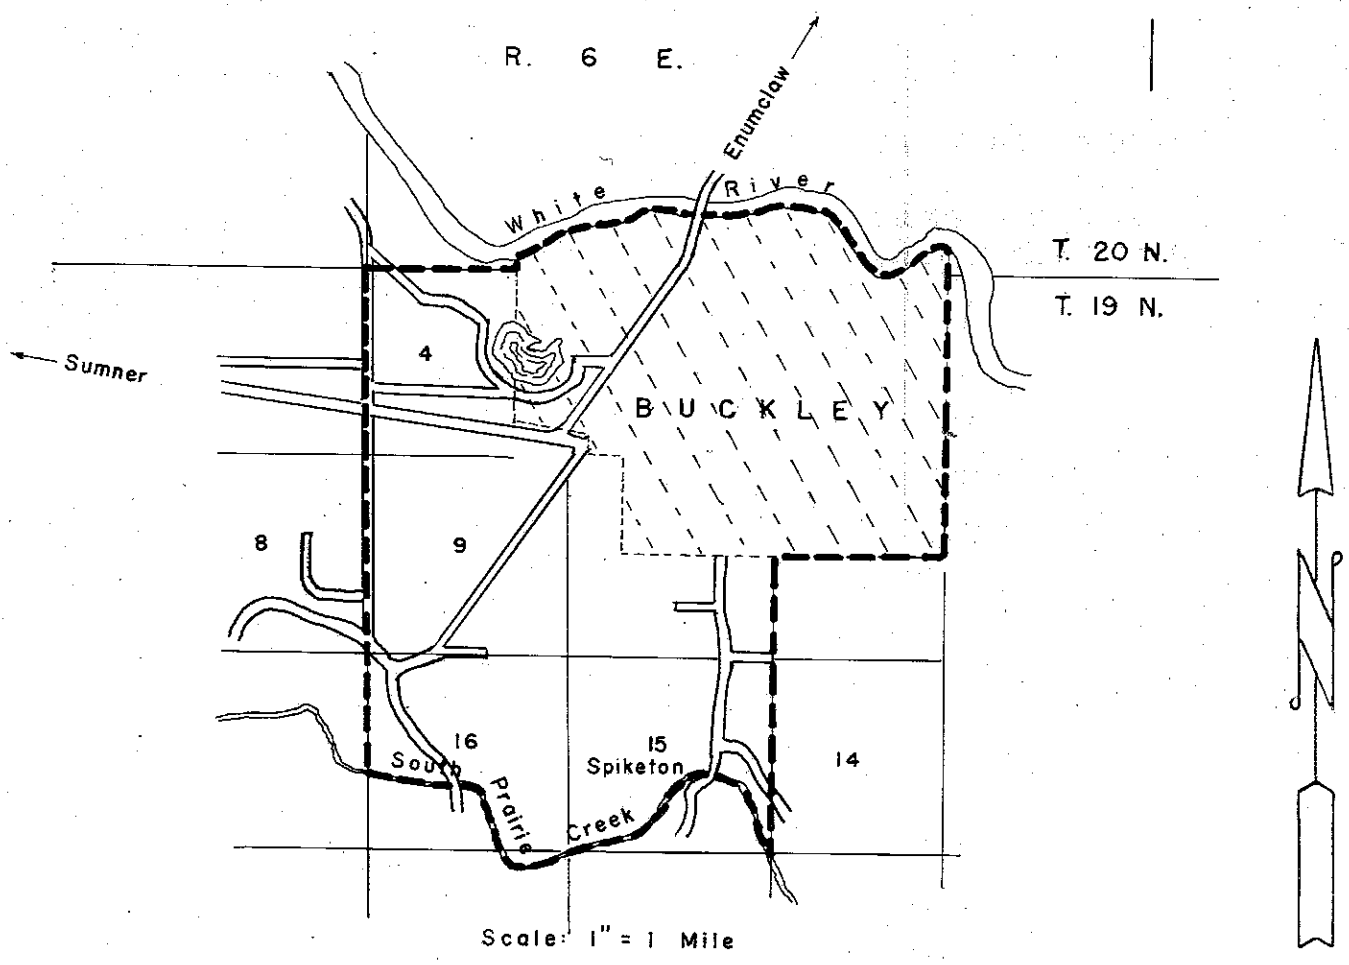 R. 6 E.
Enumclaw
White River
T. 20 N.
T. 19 N.
Sumner
4
BUCKLEY
8
9
16
15
14
South Prairie Creek
Spiketon
N
Scale: 1" = 1 Mile